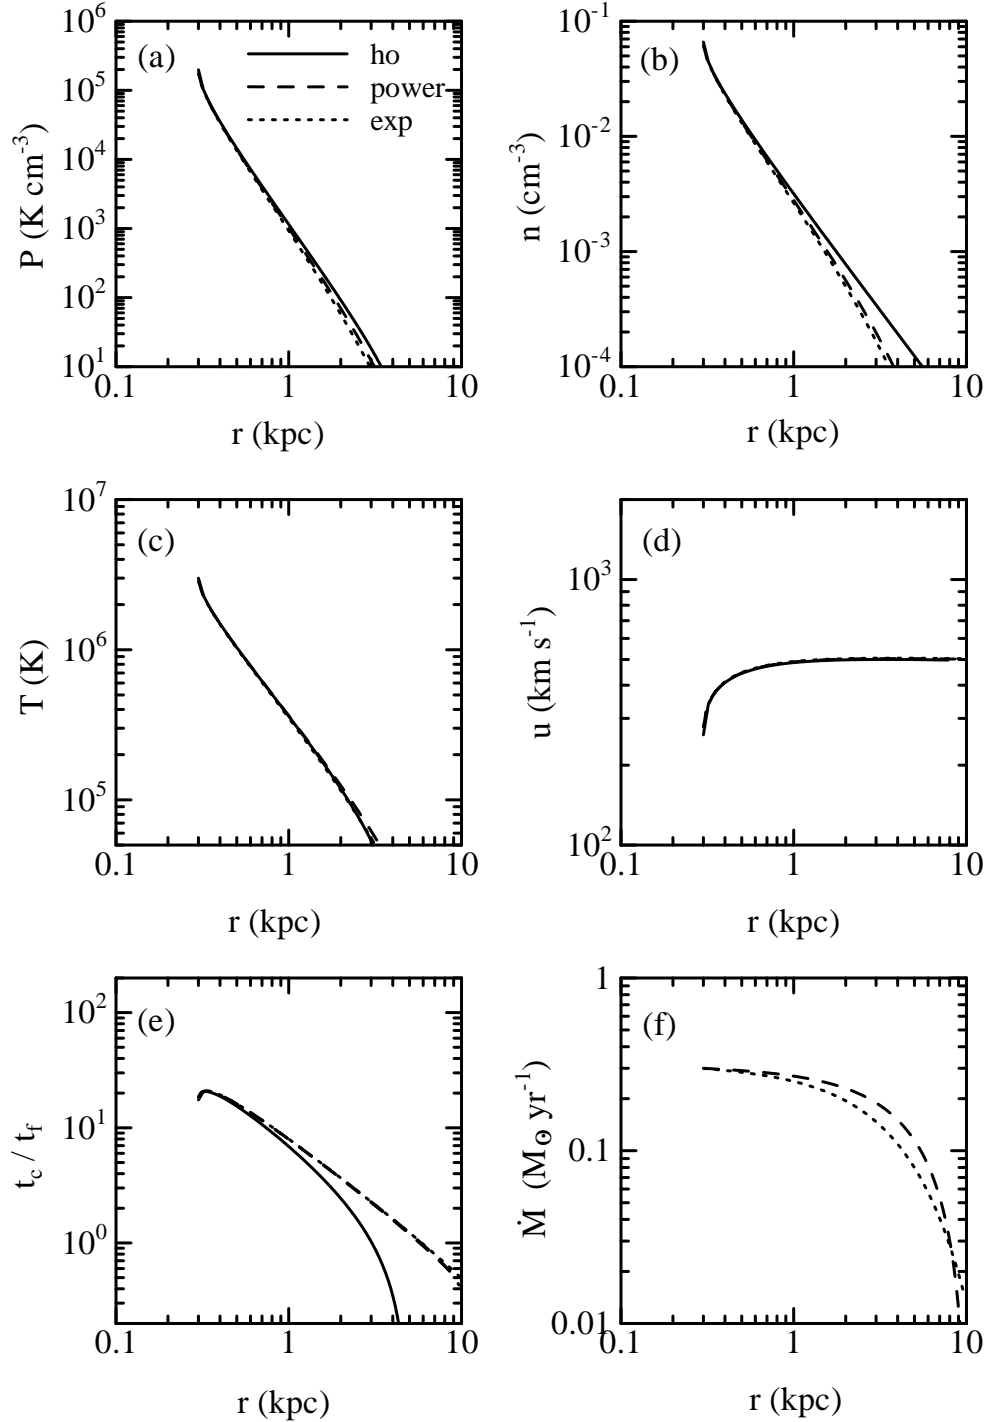 10^6
10^5
10^4
10^3
10^2
10^1
P (K cm^-3)
(a)
ho
power
exp
0.1 1 10
r (kpc)
10^-1
10^-2
10^-3
10^-4
n (cm^-3)
(b)
0.1 1 10
r (kpc)
10^7
10^6
10^5
T (K)
(c)
0.1 1 10
r (kpc)
10^3
10^2
u (km s^-1)
(d)
0.1 1 10
r (kpc)
10^2
10^1
10^0
t_c / t_f
(e)
0.1 1 10
r (kpc)
1
0.1
0.01
Ṁ (M_⊙ yr^-1)
(f)
0.1 1 10
r (kpc)